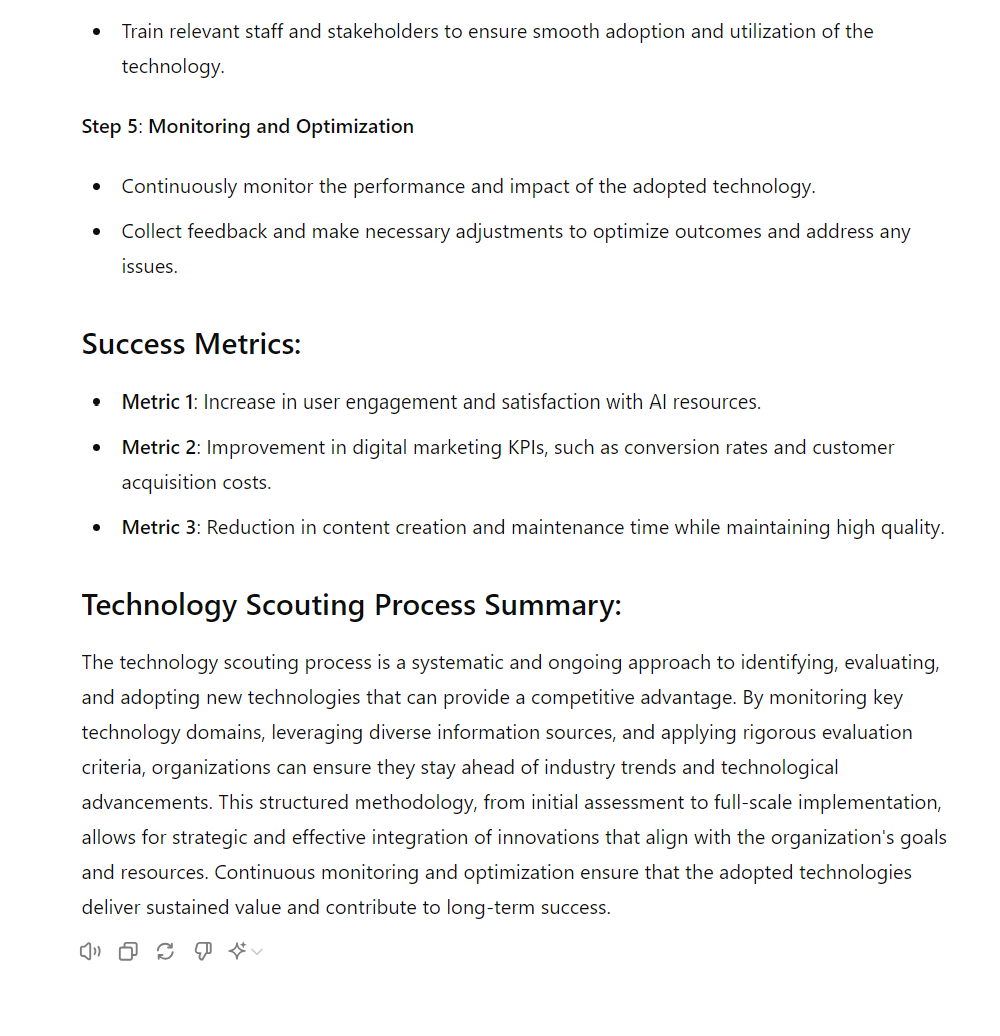 Train relevant staff and stakeholders to ensure smooth adoption and utilization of the
technology.
Step 5: Monitoring and Optimization
Continuously monitor the performance and impact of the adopted technology.
Collect feedback and make necessary adjustments to optimize outcomes and address any
issues.
Success Metrics:
Metric 1: Increase in user engagement and satisfaction with AI resources.
Metric 2: Improvement in digital marketing KPIs, such as conversion rates and customer
acquisition costs.
Metric 3: Reduction in content creation and maintenance time while maintaining high quality.
Technology Scouting Process Summary:
The technology scouting process is a systematic and ongoing approach to identifying, evaluating,
and adopting new technologies that can provide a competitive advantage. By monitoring key
technology domains, leveraging diverse information sources, and applying rigorous evaluation
criteria, organizations can ensure they stay ahead of industry trends and technological
advancements. This structured methodology, from initial assessment to full-scale implementation,
allows for strategic and effective integration of innovations that align with the organization's goals
and resources. Continuous monitoring and optimization ensure that the adopted technologies
deliver sustained value and contribute to long-term success.